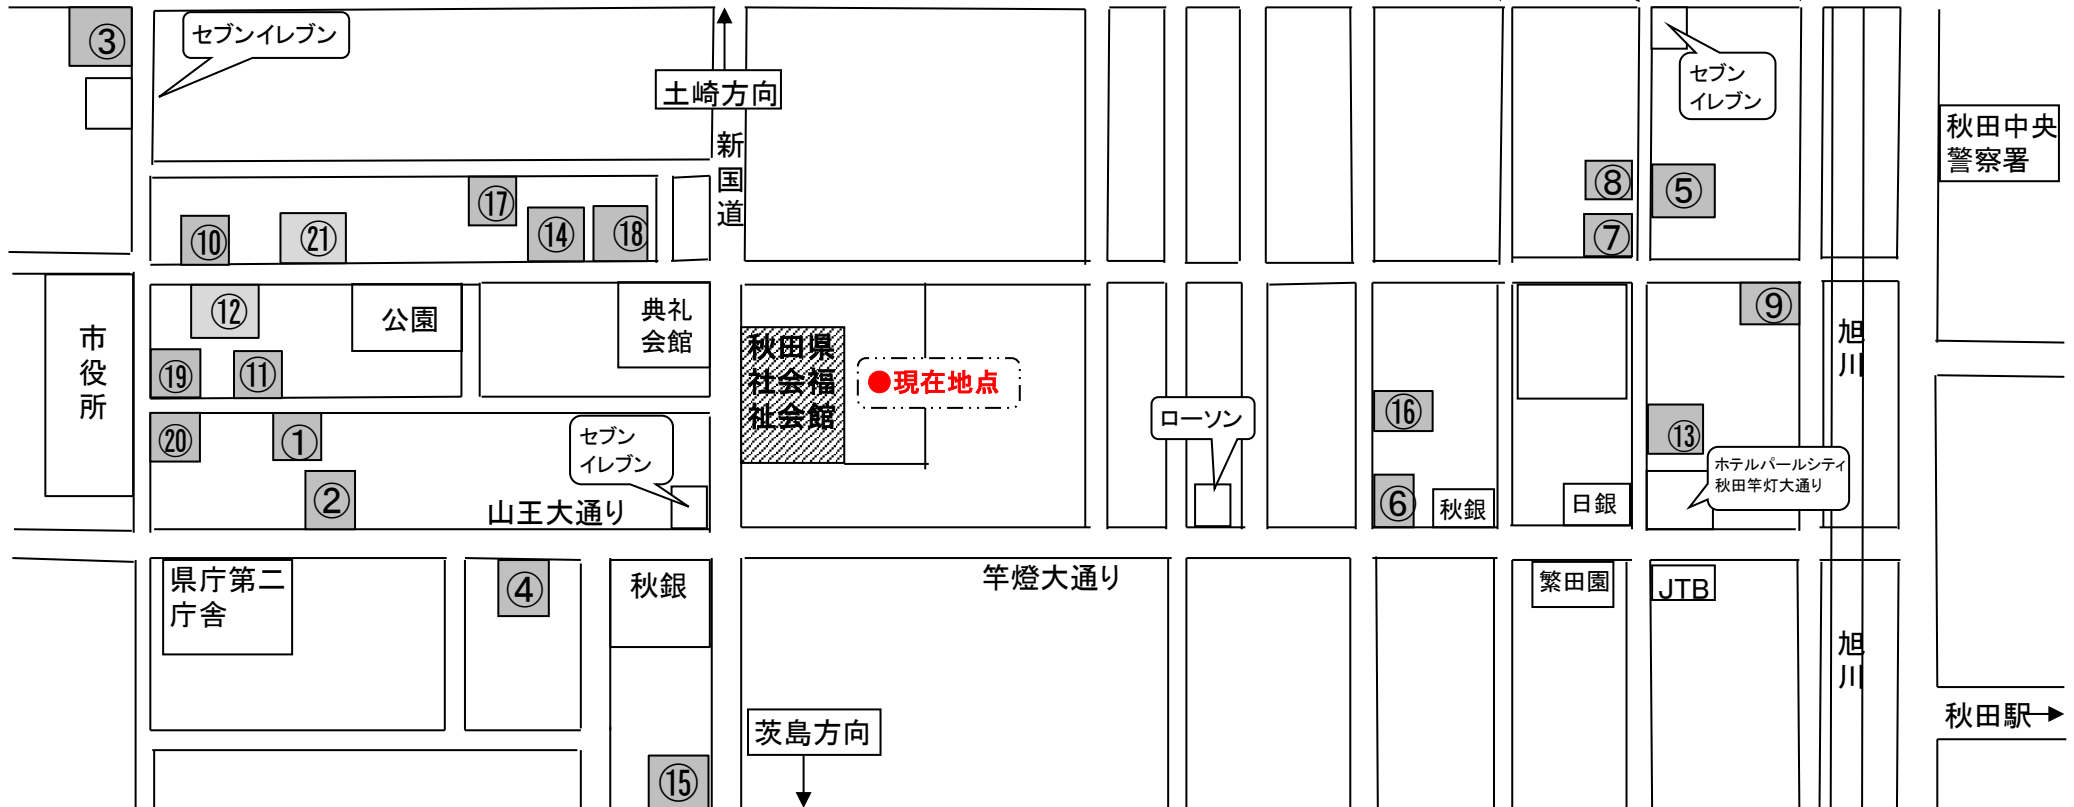 ③
セブンイレブン
土崎方向
新国道
セブン
イレブン
秋田中央
警察署
⑰
⑩
㉑
⑭
⑱
⑧
⑤
⑦
市役所
⑫
公園
典礼
会館
⑲
⑪
秋田県
社会福
祉会館
●現在地点
⑨
旭川
⑳
①
②
セブン
イレブン
山王大通り
ローソン
⑯
⑥
秋銀
日銀
⑬
ホテルパールシティ
秋田竿灯大通り
県庁第二
庁舎
④
秋銀
竿燈大通り
繁田園
JTB
旭川
茨島方向
⑮
秋田駅